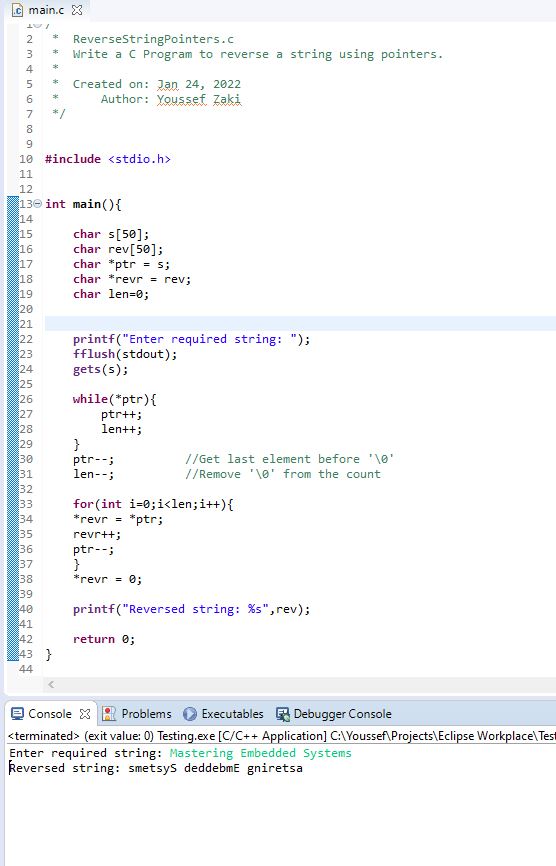 main.c
1 /
2 * ReverseStringPointers.c
3 * Write a C Program to reverse a string using pointers.
4 *
5 * Created on: Jan 24, 2022
6 *     Author: Youssef Zaki
7 */
8
9
10 #include <stdio.h>
11
12
13 int main(){
14
15     char s[50];
16     char rev[50];
17     char *ptr = s;
18     char *revr = rev;
19     char len=0;
20
21
22     printf("Enter required string: ");
23     fflush(stdout);
24     gets(s);
25
26     while(*ptr){
27         ptr++;
28         len++;
29     }
30     ptr--;          //Get last element before '\0'
31     len--;          //Remove '\0' from the count
32
33     for(int i=0;i<len;i++){
34     *revr = *ptr;
35     revr++;
36     ptr--;
37     }
38     *revr = 0;
39
40     printf("Reversed string: %s",rev);
41
42     return 0;
43 }
44
Console Problems Executables Debugger Console
<terminated> (exit value: 0) Testing.exe [C/C++ Application] C:\Youssef\Projects\Eclipse Workplace\Test
Enter required string: Mastering Embedded Systems
Reversed string: smetsyS deddebmE gniretsa